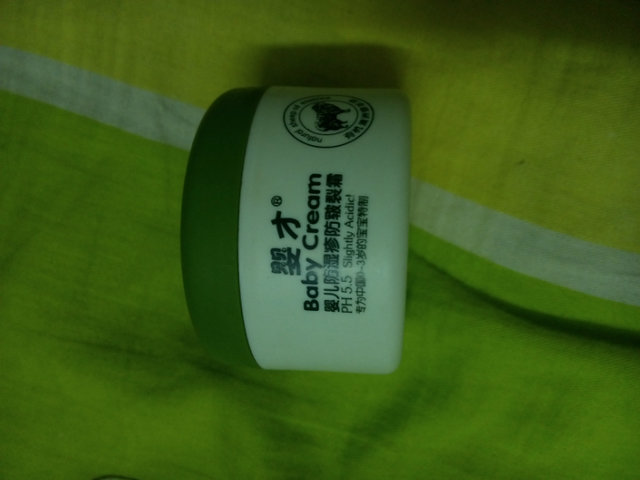 婴才®
Baby Cream
婴儿防湿疹防皲裂霜
PH 5.5 Slightly Acidic!
专为中国0-3岁的宝宝特制